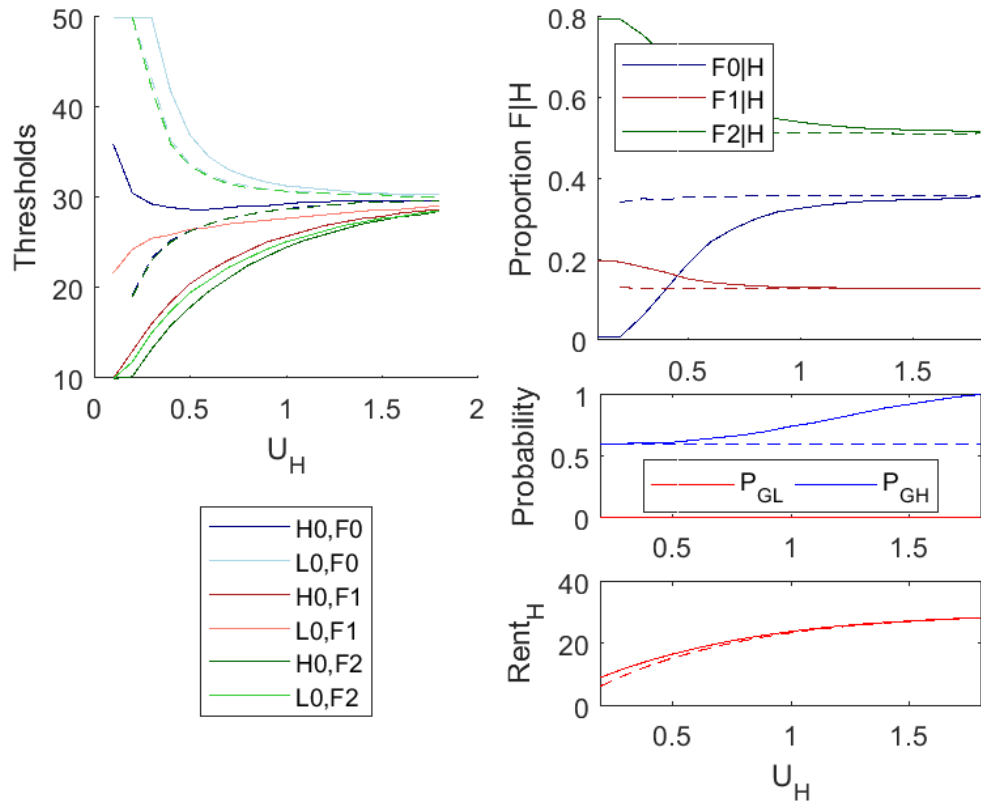 50
40
30
20
10
Thresholds
0
0.5
1
1.5
2
U_H
H0,F0
L0,F0
H0,F1
L0,F1
H0,F2
L0,F2
0.8
0.6
0.4
0.2
0
Proportion F|H
F0|H
F1|H
F2|H
0.5
1
1.5
1
0.5
0
Probability
P_GL
P_GH
0.5
1
1.5
40
20
0
Rent_H
0.5
1
1.5
U_H